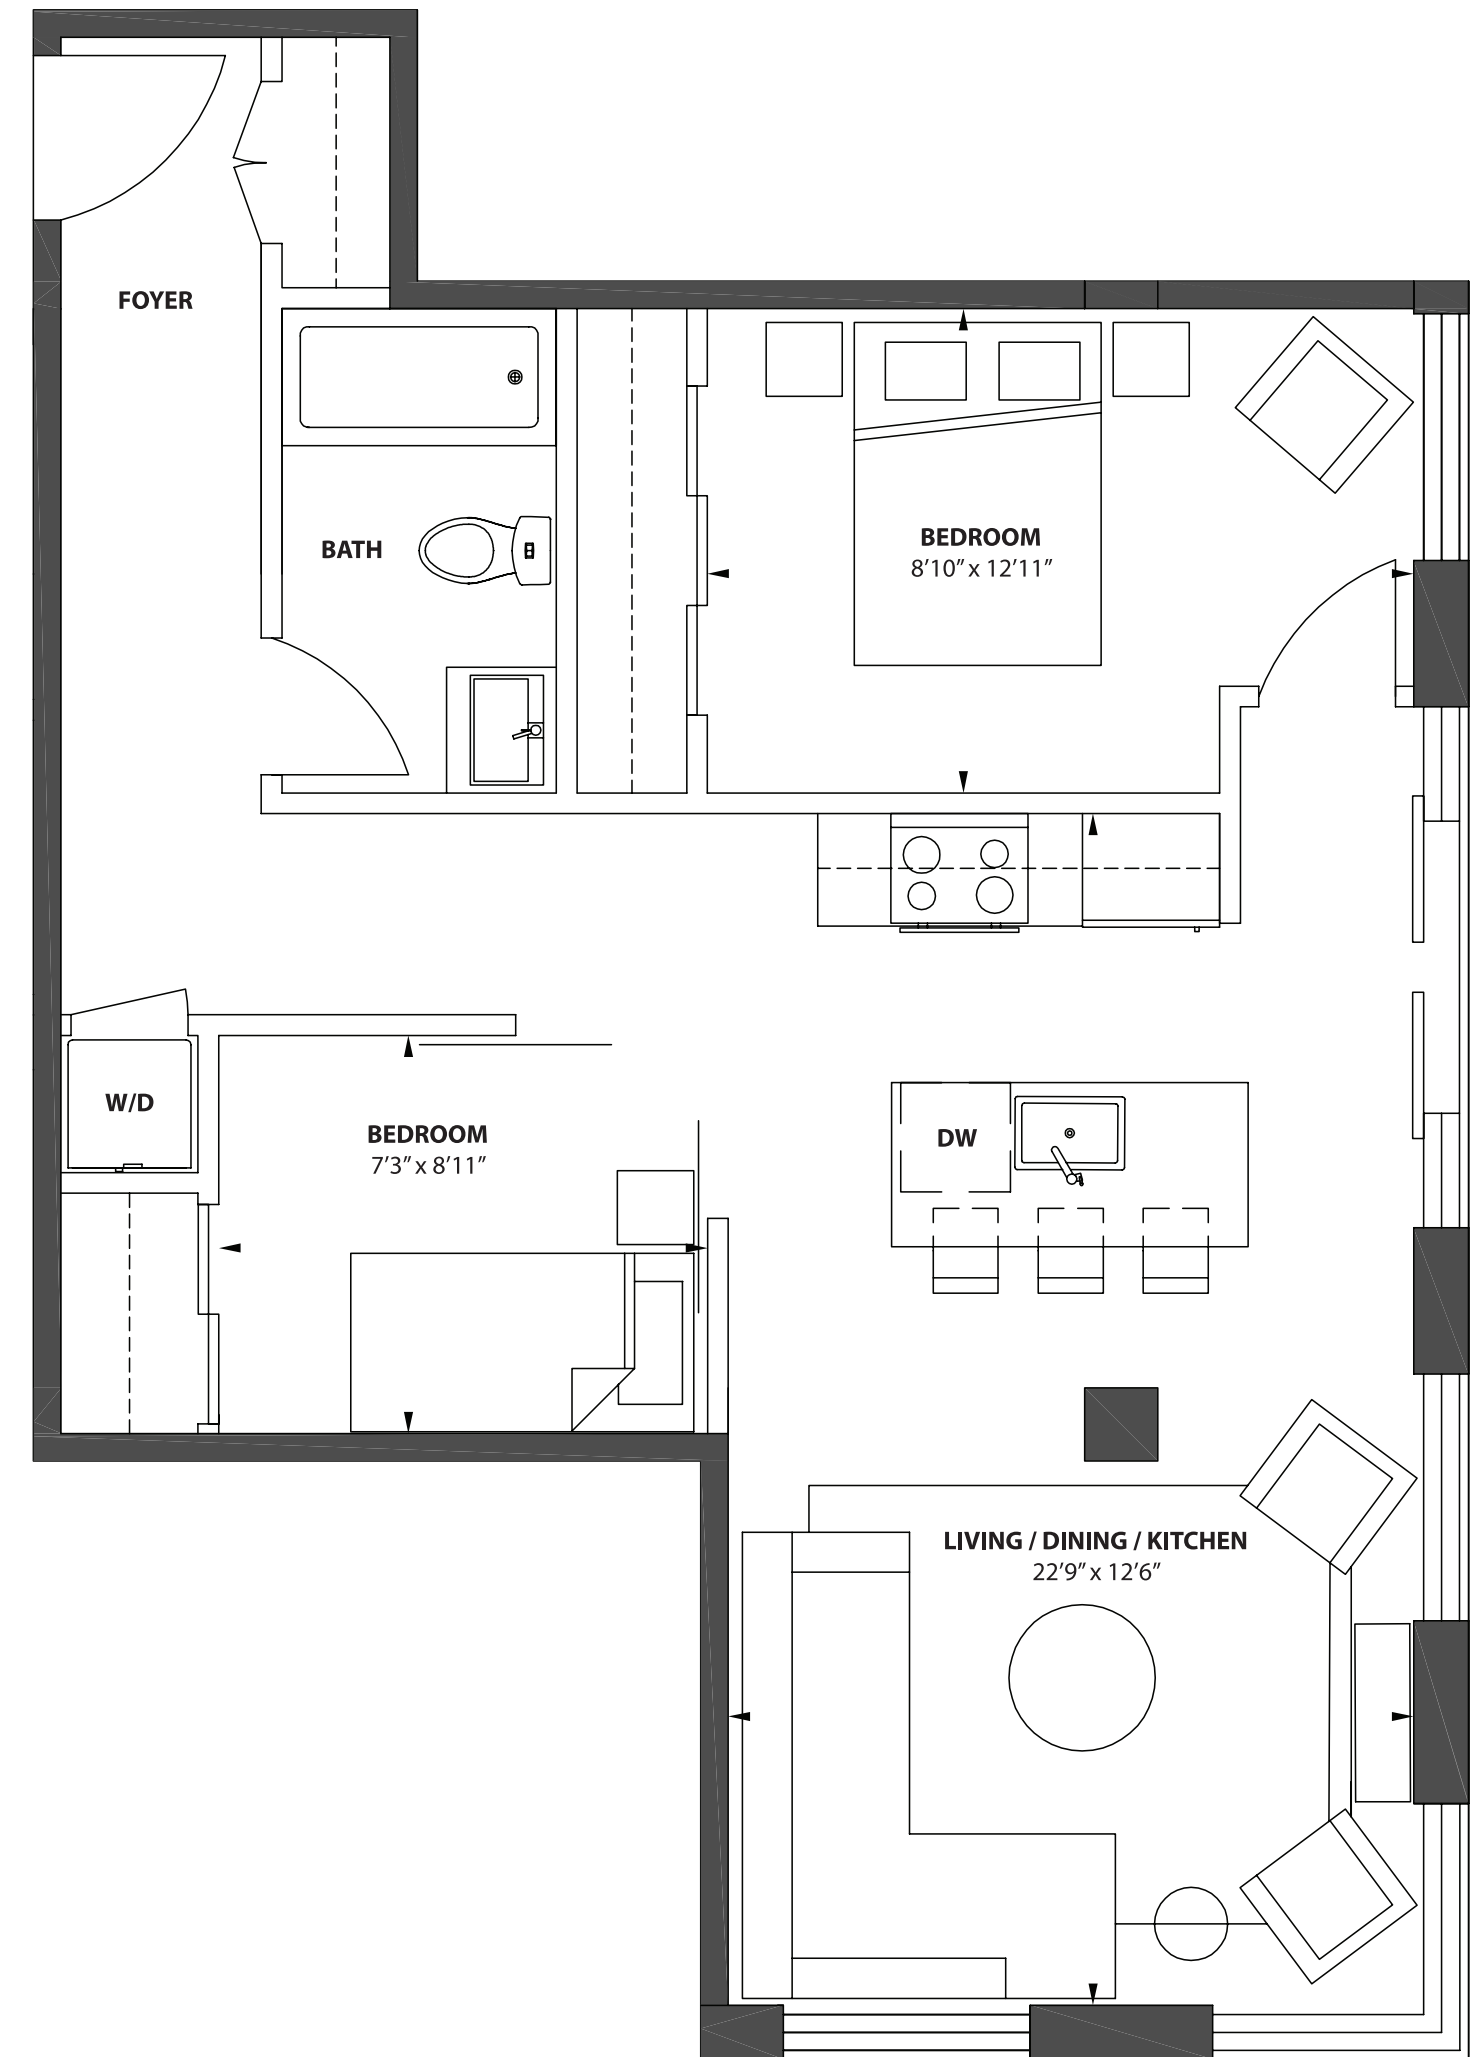 FOYER
BATH
BEDROOM
8’10” x 12’11”
W/D
BEDROOM
7’3” x 8’11”
DW
LIVING / DINING / KITCHEN
22’9” x 12’6”